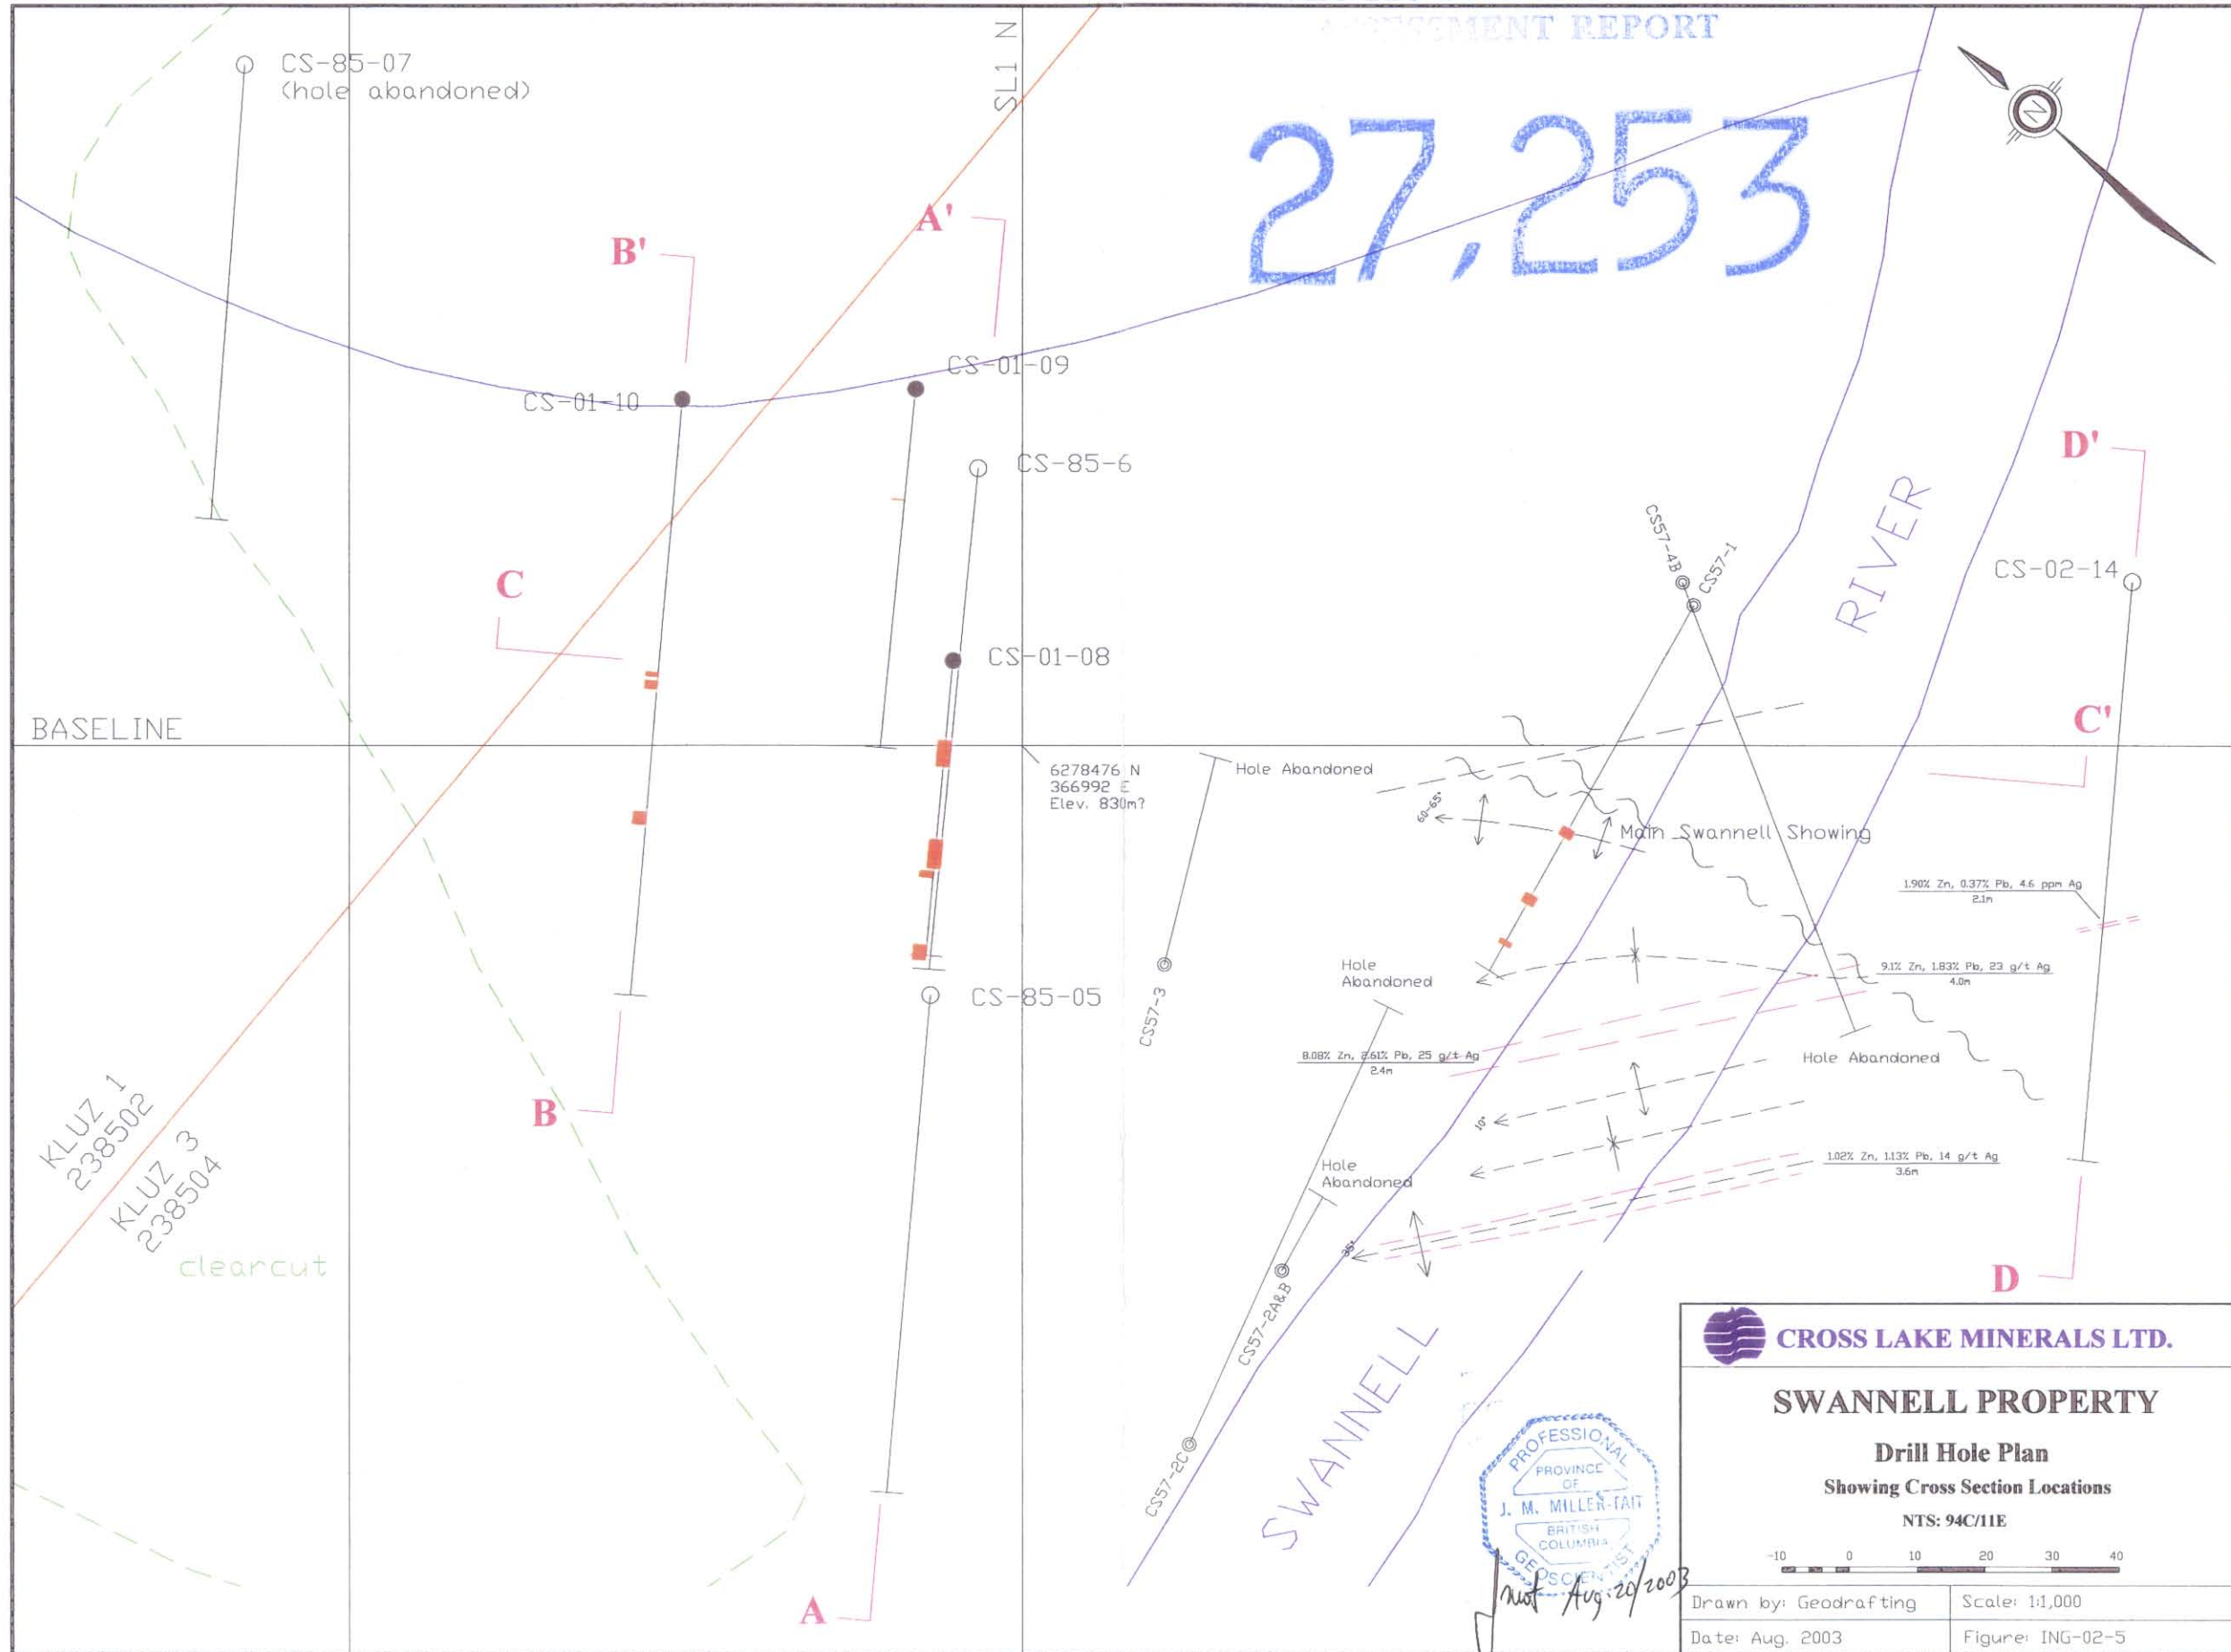 ASSESSMENT REPORT
27,253
CS-85-07
(hole abandoned)
SL1 N
N
A'
B'
CS-01-09
CS-01-10
CS-85-6
D'
CS57-4B
CS57-1
RIVER
CS-02-14
C
CS-01-08
C'
BASELINE
6278476 N
366992 E
Elev. 830m?
Hole Abandoned
60-65°
Main Swannell Showing
1.90% Zn, 0.37% Pb, 4.6 ppm Ag
2.1m
Hole
Abandoned
9.1% Zn, 1.83% Pb, 23 g/t Ag
4.0m
CS-85-05
CS57-3
8.08% Zn, 2.61% Pb, 25 g/t Ag
2.4m
Hole Abandoned
10°
B
KLUZ 1
238502
KLUZ 3
238504
Hole
Abandoned
1.02% Zn, 1.13% Pb, 14 g/t Ag
3.6m
35°
clearcut
D
CS57-2A&B
CS57-2C
SWANNELL
A
PROFESSIONAL
PROVINCE
OF
J. M. MILLER-TAIT
BRITISH
COLUMBIA
GEOSCIENTIST
Aug. 20/2003
CROSS LAKE MINERALS LTD.
SWANNELL PROPERTY
Drill Hole Plan
Showing Cross Section Locations
NTS: 94C/11E
-10 0 10 20 30 40
Drawn by: Geodrafting
Scale: 1:1,000
Date: Aug. 2003
Figure: ING-02-5